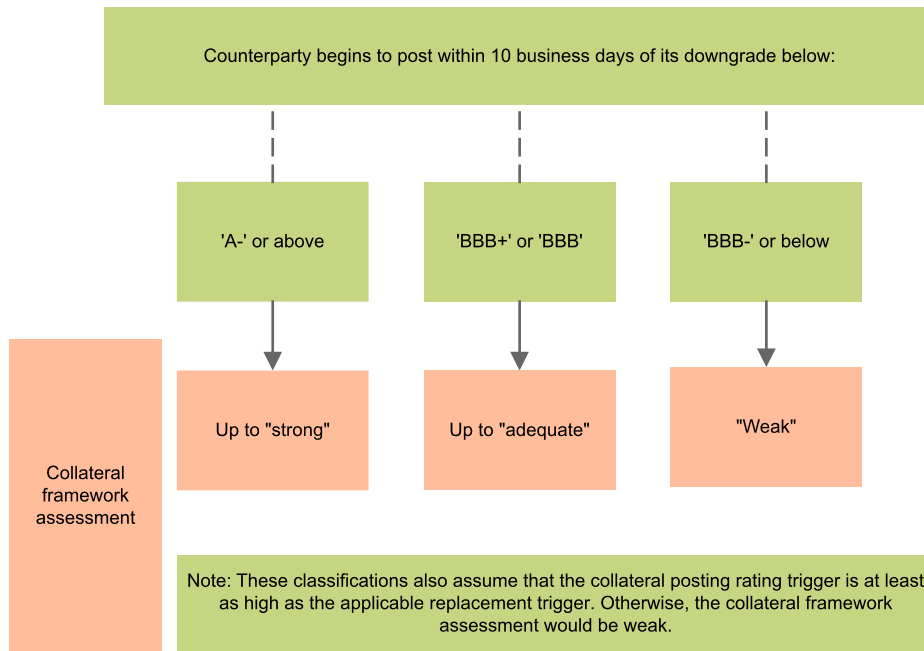 Counterparty begins to post within 10 business days of its downgrade below:
'A-' or above
'BBB+' or 'BBB'
'BBB-' or below
Up to "strong"
Up to "adequate"
"Weak"
Collateral
framework
assessment
Note: These classifications also assume that the collateral posting rating trigger is at least
as high as the applicable replacement trigger. Otherwise, the collateral framework
assessment would be weak.